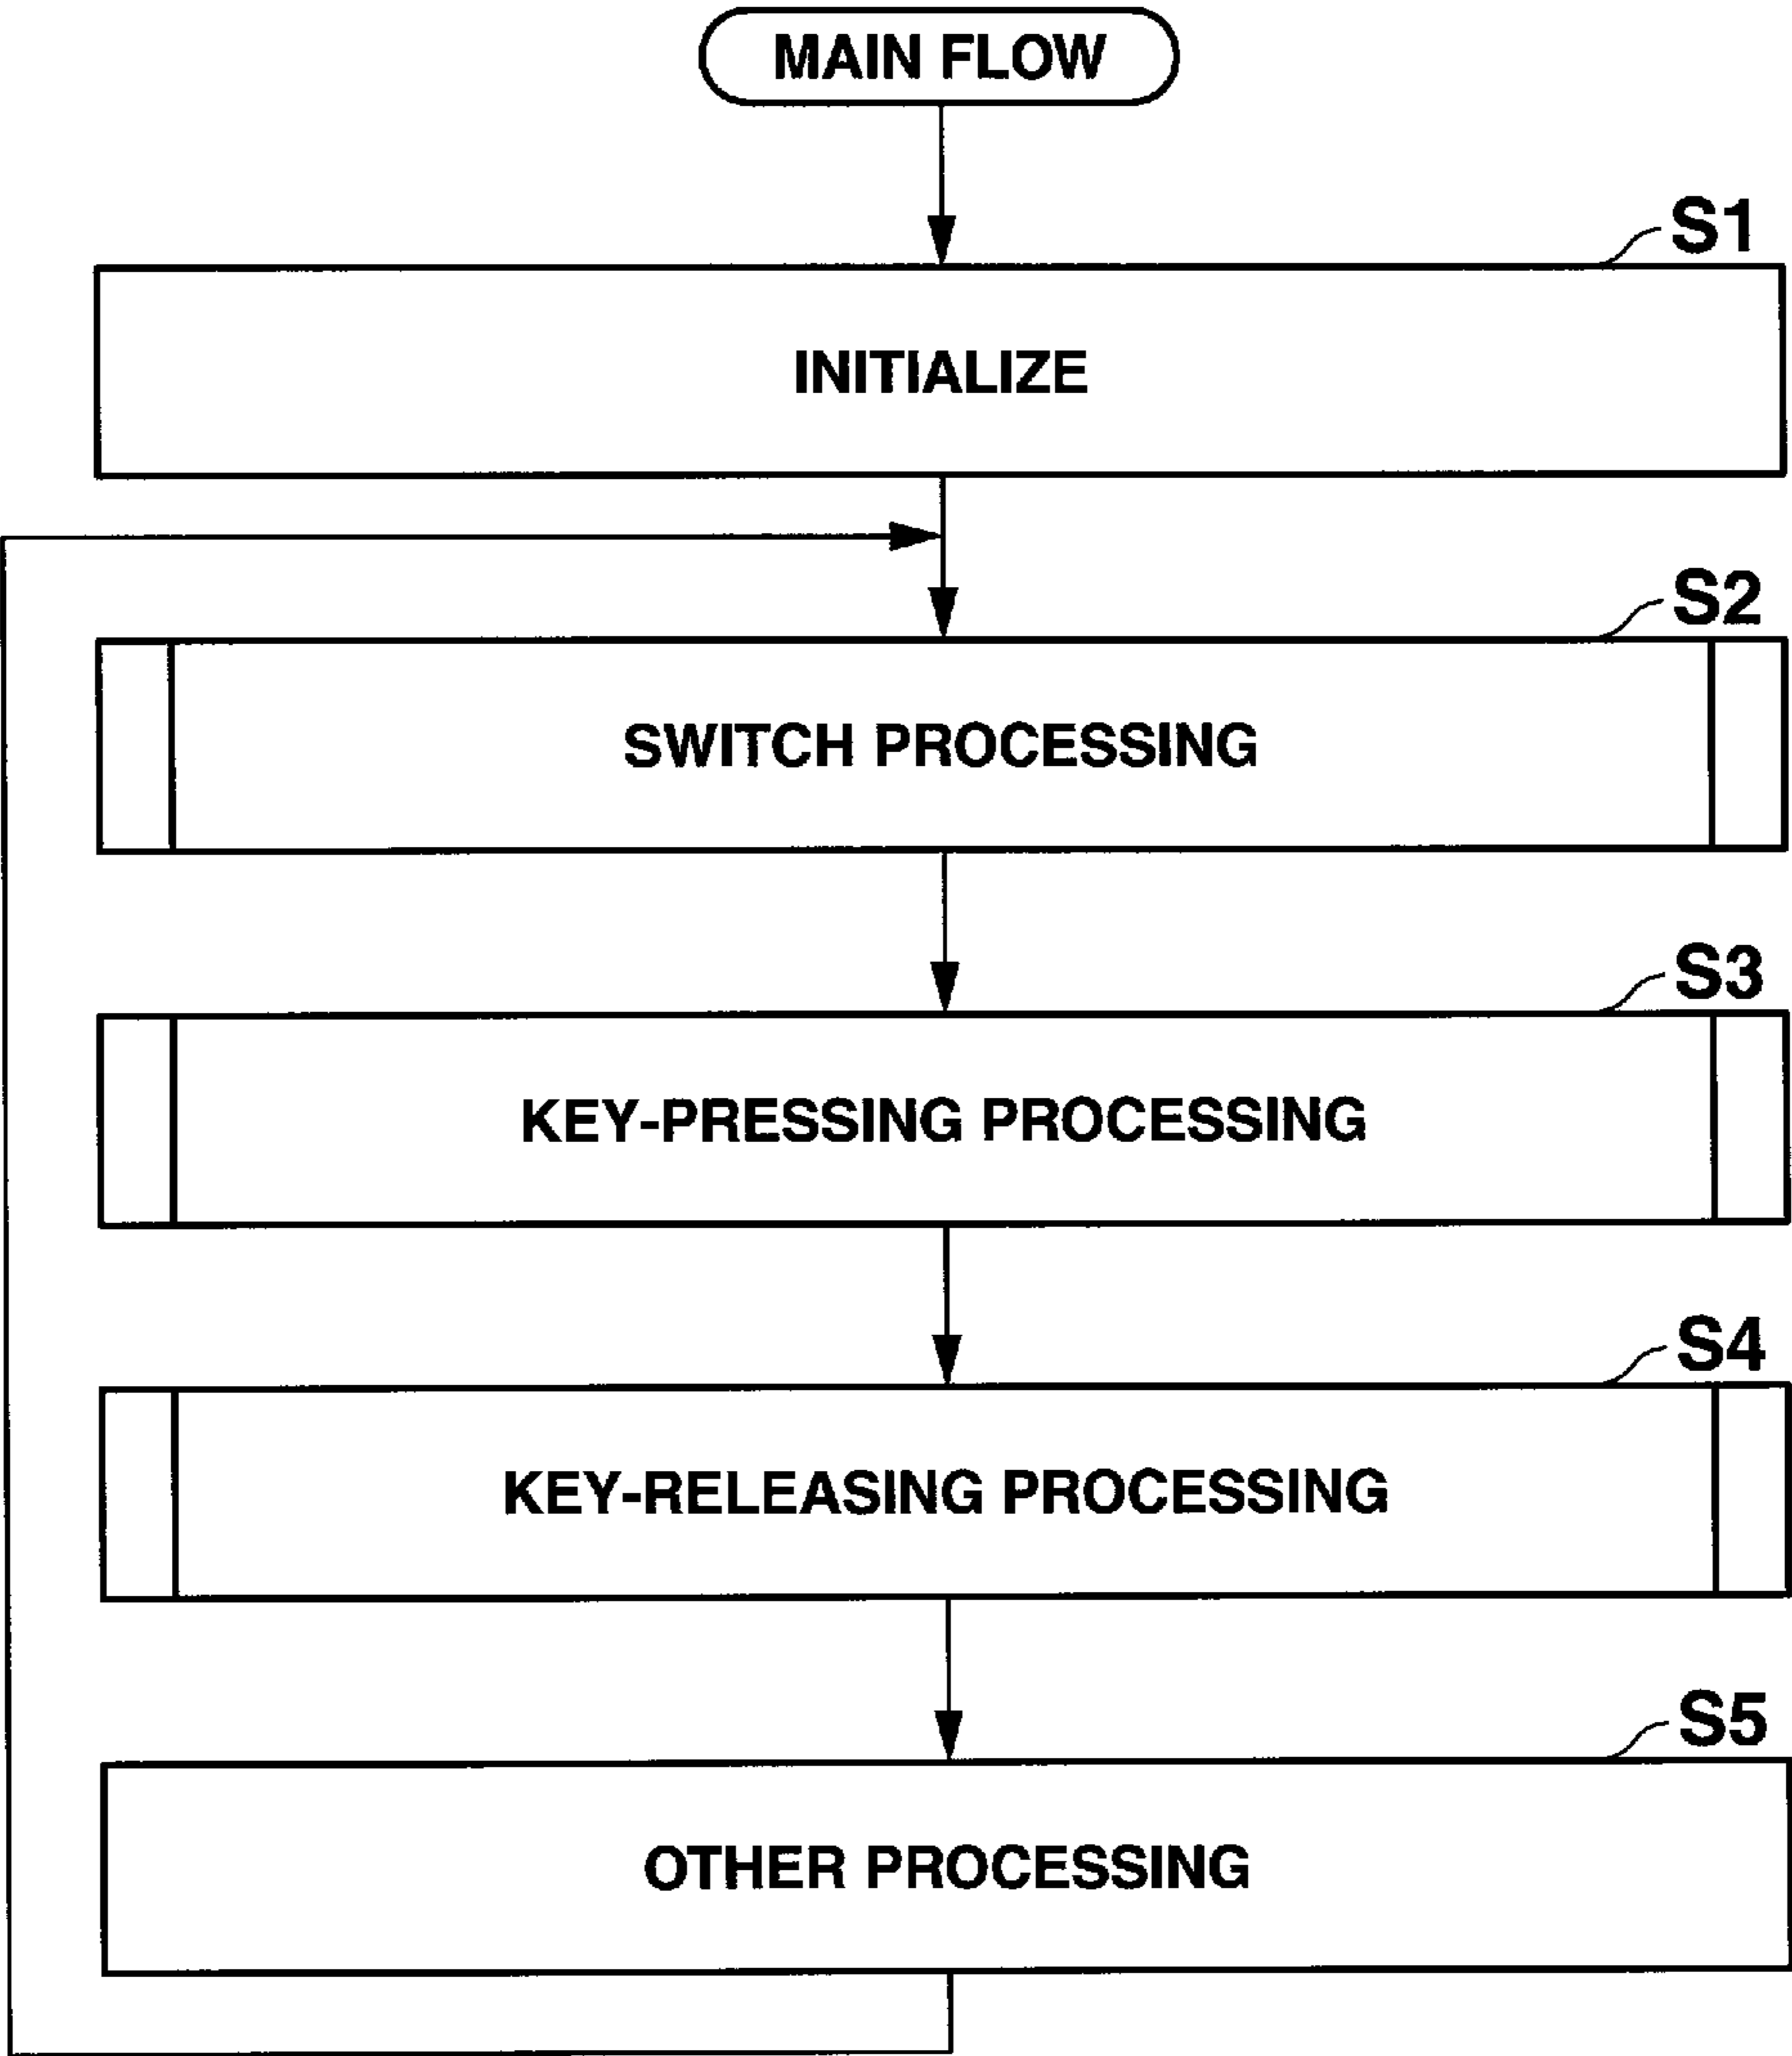 MAIN FLOW
S1
INITIALIZE
S2
SWITCH PROCESSING
S3
KEY-PRESSING PROCESSING
S4
KEY-RELEASING PROCESSING
S5
OTHER PROCESSING